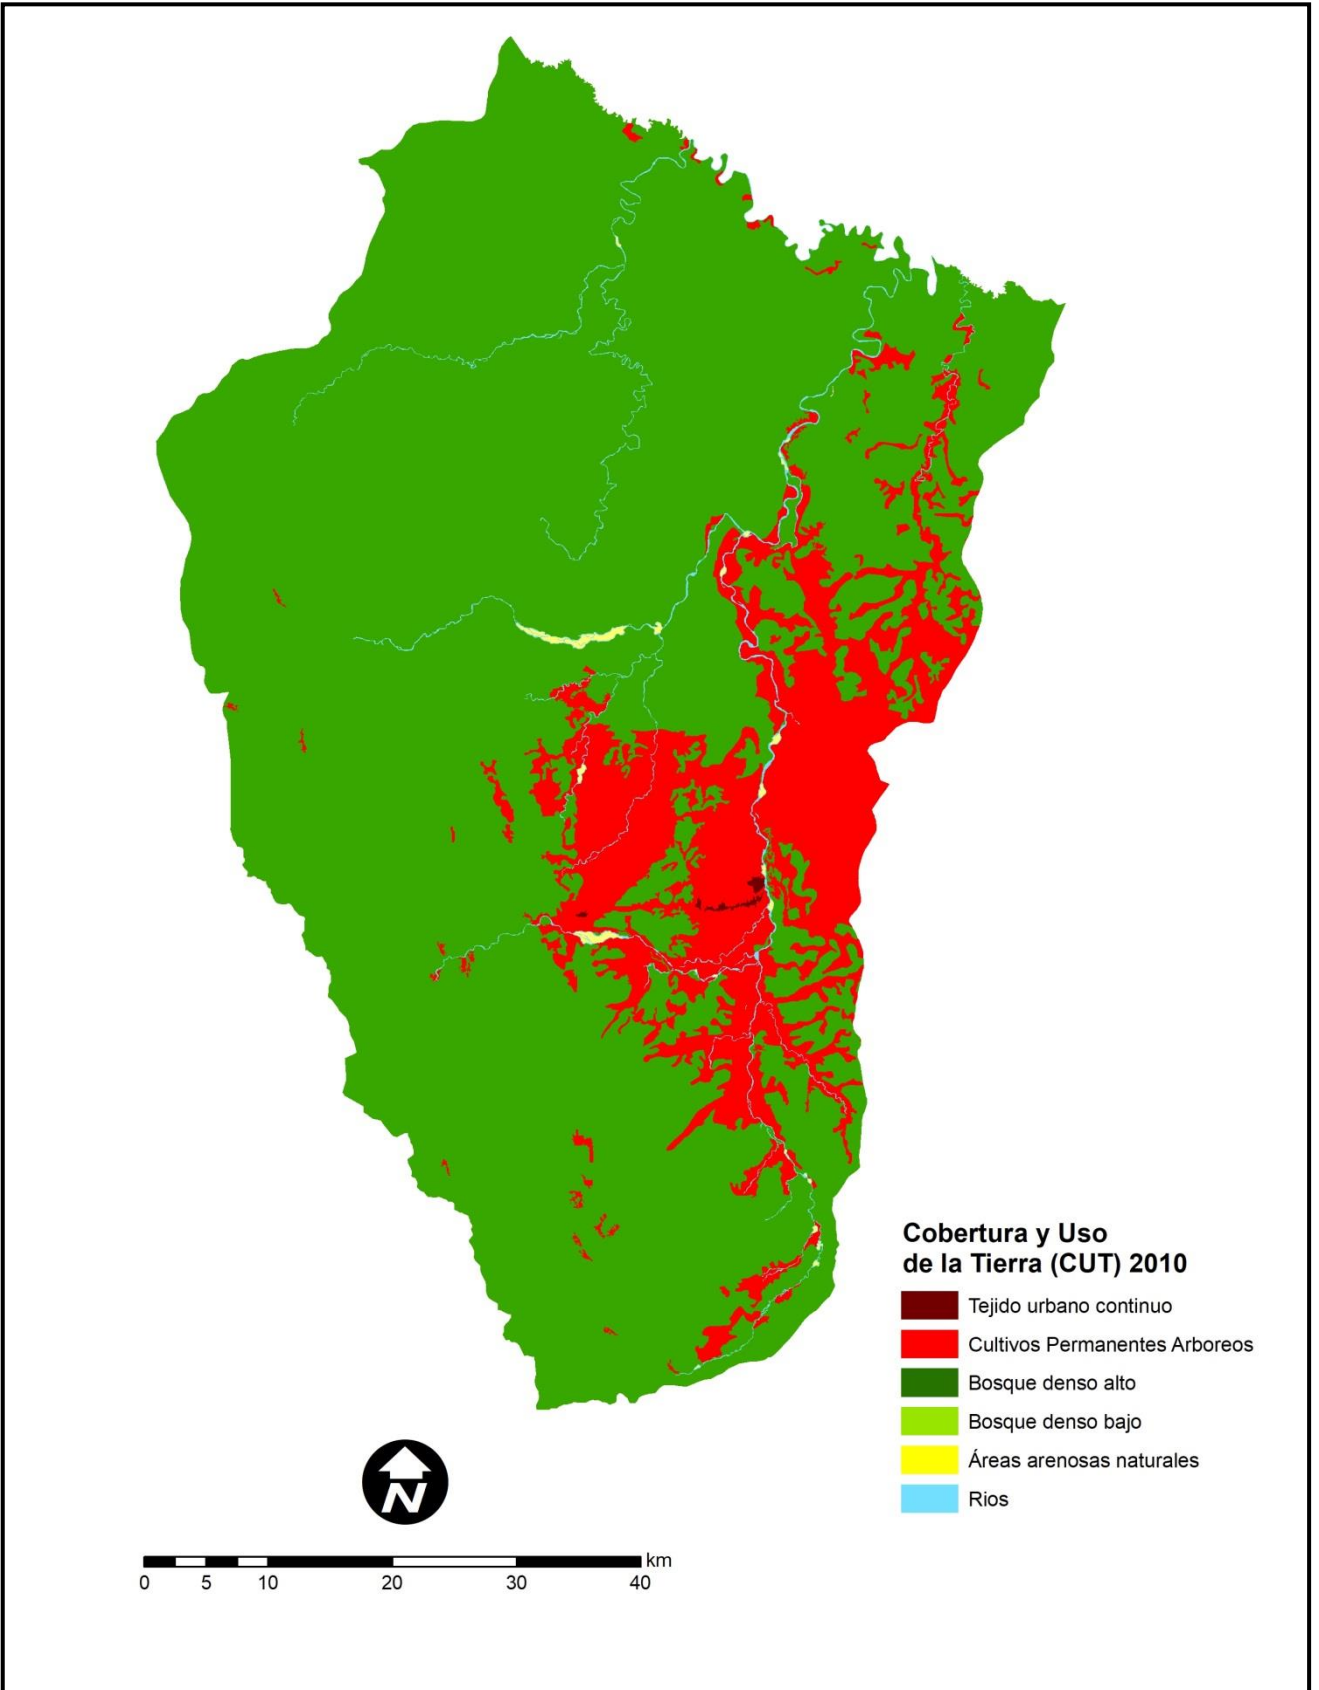 Cobertura y Uso
de la Tierra (CUT) 2010
Tejido urbano continuo
Cultivos Permanentes Arboreos
Bosque denso alto
Bosque denso bajo
Áreas arenosas naturales
Rios
N
km
0 5 10 20 30 40